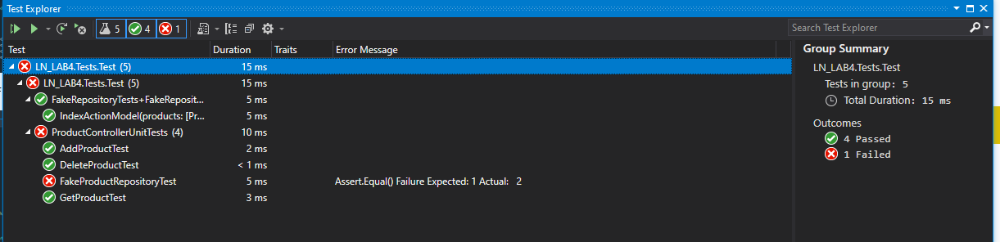 Test Explorer
5 4 1 Search Test Explorer
Test Duration Traits Error Message
LN_LAB4.Tests.Test (5) 15 ms
LN_LAB4.Tests.Test (5) 15 ms
FakeRepositoryTests+FakeReposit... 5 ms
IndexActionModel(products: [Pr... 5 ms
ProductControllerUnitTests (4) 10 ms
AddProductTest 2 ms
DeleteProductTest < 1 ms
FakeProductRepositoryTest 5 ms Assert.Equal() Failure Expected: 1 Actual: 2
GetProductTest 3 ms
Group Summary
LN_LAB4.Tests.Test
Tests in group: 5
Total Duration: 15 ms
Outcomes
4 Passed
1 Failed